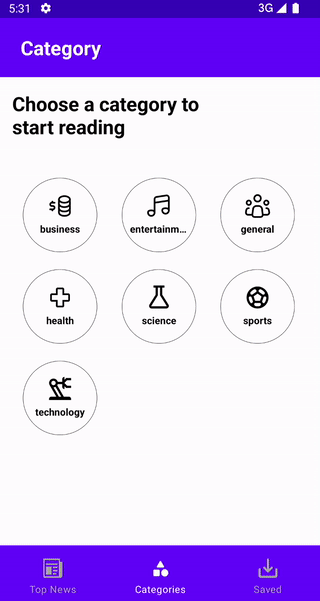 5:31
3G
Category
Choose a category to
start reading
$
business
entertainm...
general
health
science
sports
technology
Top News
Categories
Saved